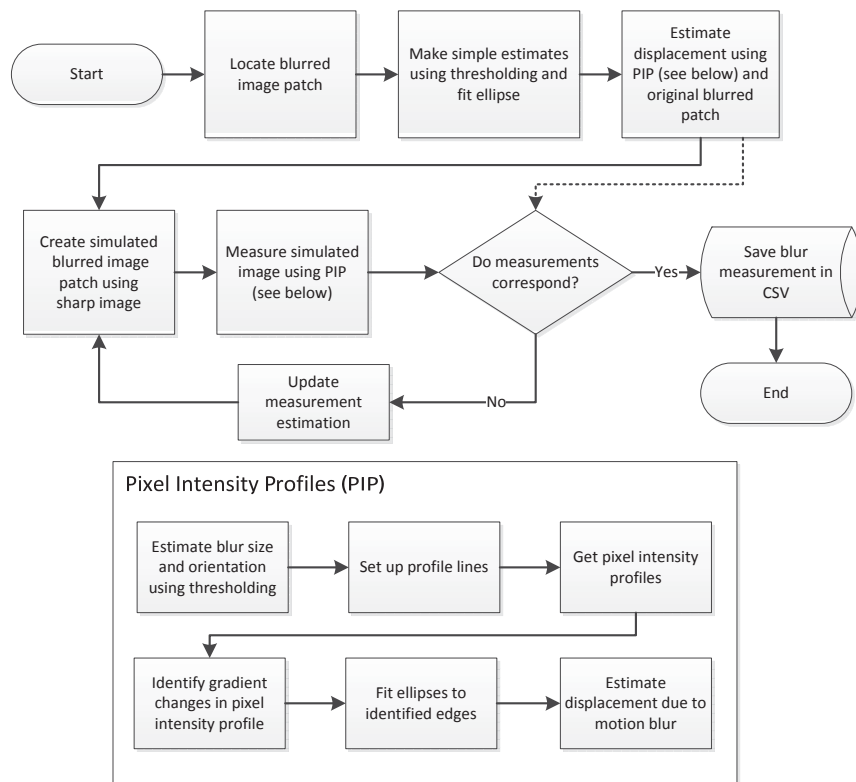 Start
Locate blurred
image patch
Make simple estimates
using thresholding and
fit ellipse
Estimate
displacement using
PIP (see below) and
original blurred
patch
Create simulated
blurred image
patch using
sharp image
Measure simulated
image using PIP
(see below)
Do measurements
correspond?
Yes
Save blur
measurement in
CSV
Update
measurement
estimation
No
End
Pixel Intensity Profiles (PIP)
Estimate blur size
and orientation
using thresholding
Set up profile lines
Get pixel intensity
profiles
Identify gradient
changes in pixel
intensity profile
Fit ellipses to
identified edges
Estimate
displacement due to
motion blur